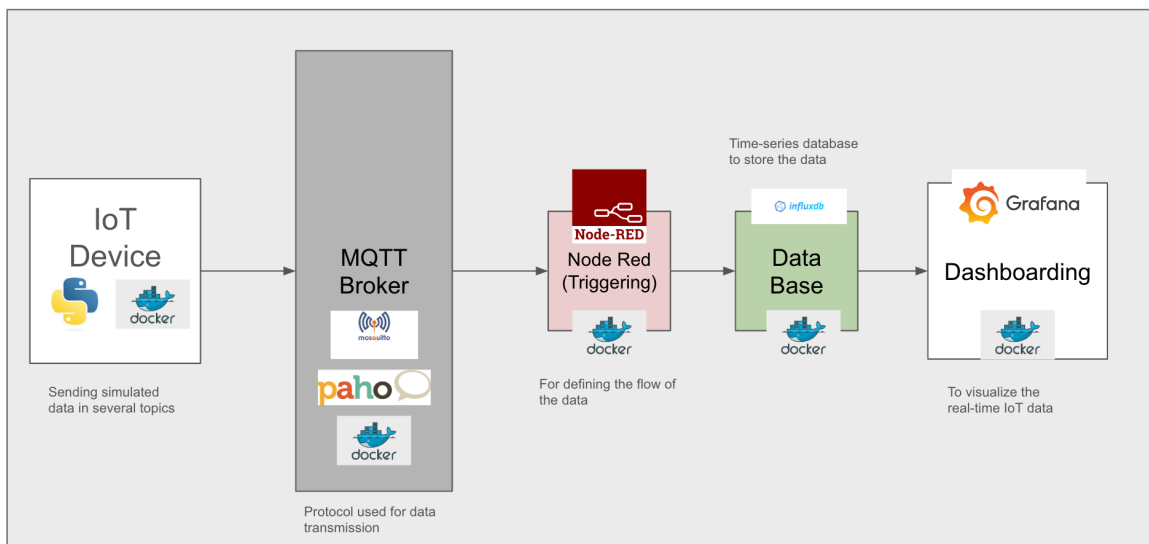 IoT
Device
docker
Sending simulated
data in several topics
MQTT
Broker
mosquitto
paho
docker
Protocol used for data
transmission
Node-RED
Node Red
(Triggering)
docker
For defining the flow of
the data
Time-series database
to store the data
influxdb
Data
Base
docker
Grafana
Dashboarding
docker
To visualize the
real-time IoT data